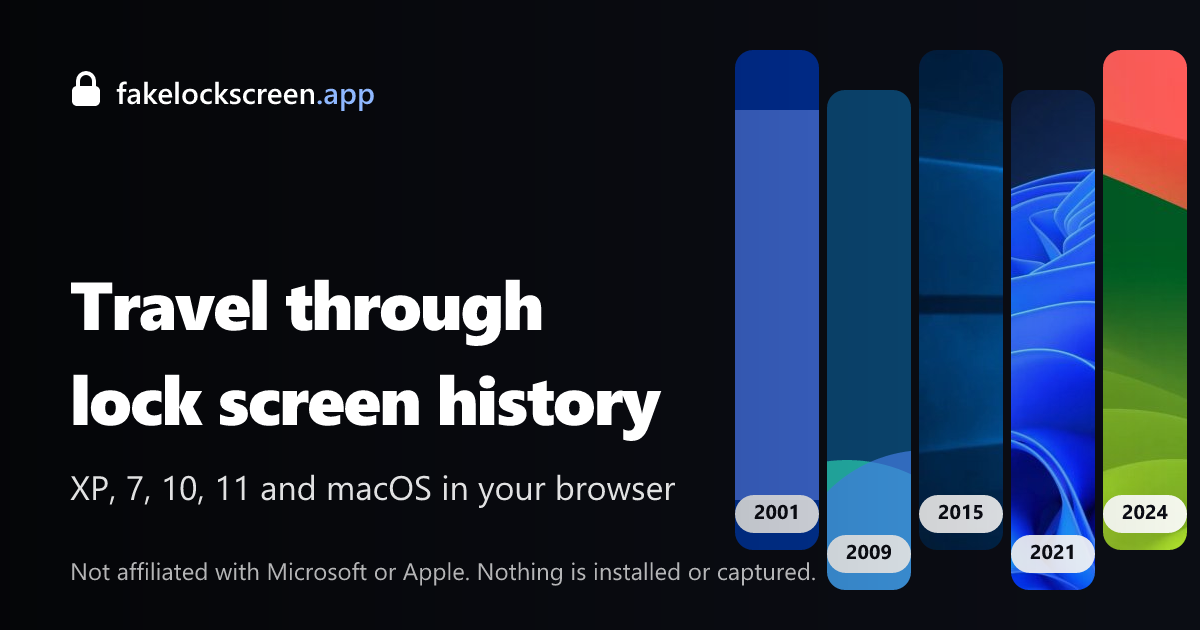 fakelockscreen.app
Travel through
lock screen history
XP, 7, 10, 11 and macOS in your browser
Not affiliated with Microsoft or Apple. Nothing is installed or captured.
2001
2009
2015
2021
2024